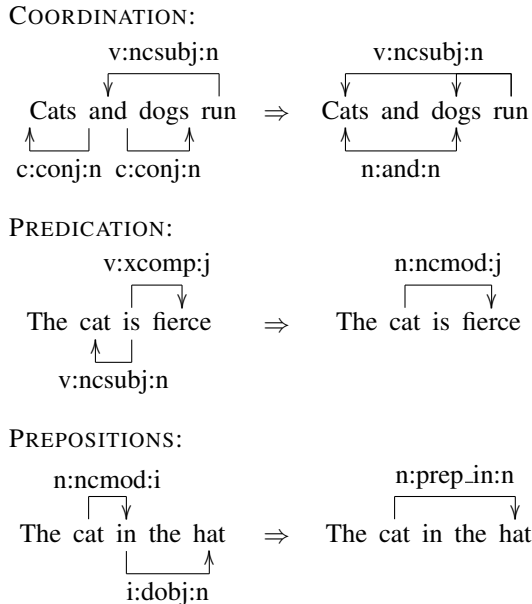 COORDINATION:
v:ncsubj:n v:ncsubj:n
Cats and dogs run ⇒ Cats and dogs run
c:conj:n c:conj:n n:and:n
PREDICATION:
v:xcomp:j n:ncmod:j
The cat is fierce ⇒ The cat is fierce
v:ncsubj:n
PREPOSITIONS:
n:ncmod:i n:prep_in:n
The cat in the hat ⇒ The cat in the hat
i:dobj:n